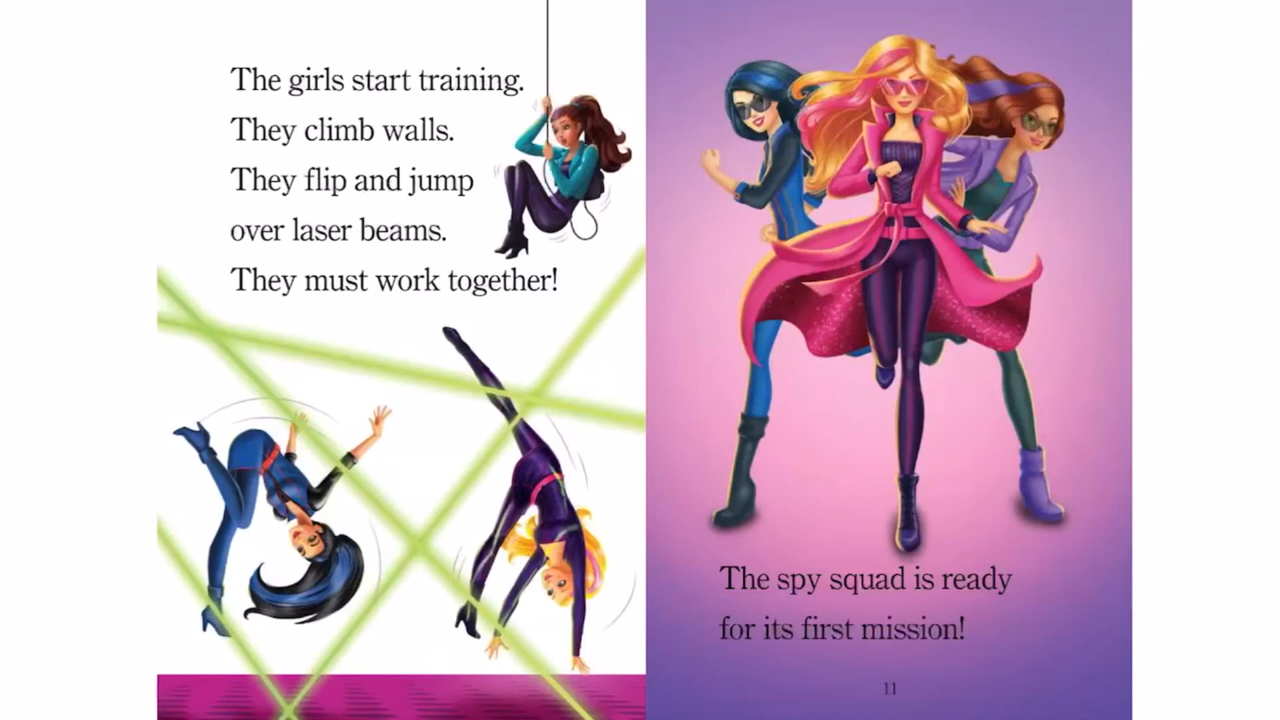 The girls start training.
They climb walls.
They flip and jump
over laser beams.
They must work together!
The spy squad is ready
for its first mission!
11